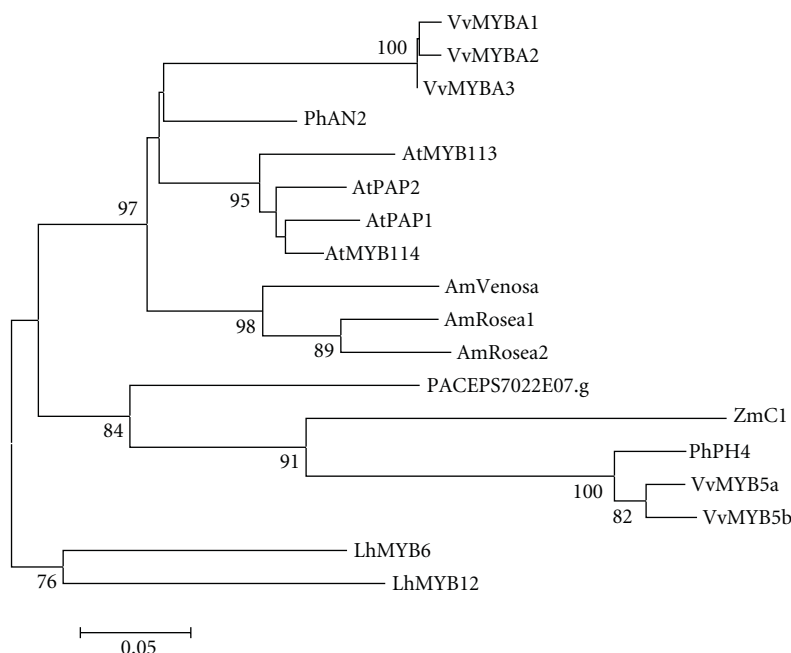 VvMYBA1
100
VvMYBA2
VvMYBA3
PhAN2
AtMYB113
95
AtPAP2
97
AtPAP1
AtMYB114
AmVenosa
98
AmRosea1
89
AmRosea2
PACEPS7022E07.g
84
ZmC1
91
PhPH4
100
VvMYB5a
82
VvMYB5b
LhMYB6
76
LhMYB12
0.05